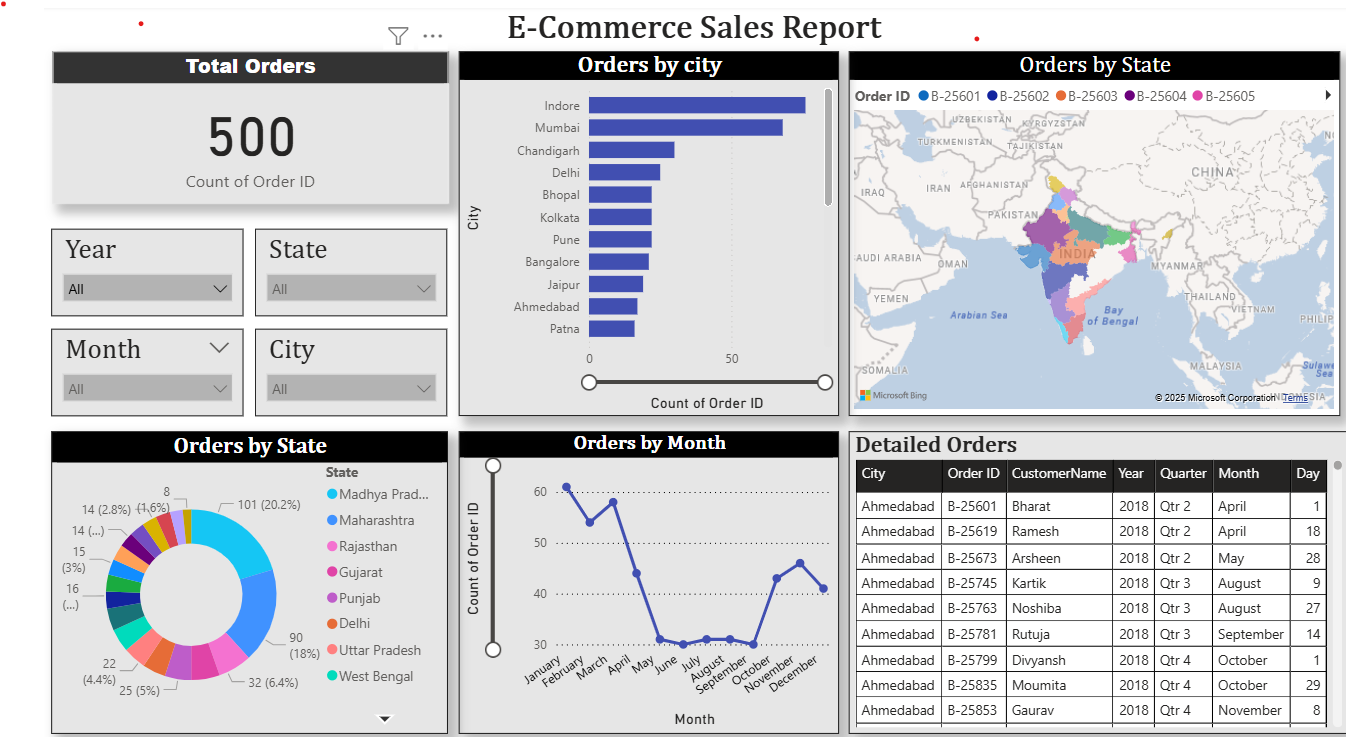 E-Commerce Sales Report
Total Orders
500
Count of Order ID
Year
All
State
All
Month
All
City
All
Orders by city
City
Indore
Mumbai
Chandigarh
Delhi
Bhopal
Kolkata
Pune
Bangalore
Jaipur
Ahmedabad
Patna
0 50
Count of Order ID
Orders by State
Order ID B-25601 B-25602 B-25603 B-25604 B-25605
UZBEKISTAN
KYRGYZSTAN
TURKMENISTAN
TAJIKISTAN
CHINA
IRAQ
IRAN
AFGHANISTAN
PAKISTAN
SAUDI ARABIA
OMAN
INDIA
MYANMAR
YEMEN
THAILAND
VIETNAM
Arabian Sea
Bay
of Bengal
PHILIP
SOMALIA
MALAYSIA
Sulawe
Sea
INDONESIA
Microsoft Bing
© 2025 Microsoft Corporation Terms
Orders by State
8
14 (2.8%) (1.6%)
14 (...)
15
(3%)
16
(...)
22
(4.4%)
25 (5%)
32 (6.4%)
90
(18%)
101 (20.2%)
State
Madhya Prad...
Maharashtra
Rajasthan
Gujarat
Punjab
Delhi
Uttar Pradesh
West Bengal
Orders by Month
Count of Order ID
60
50
40
30
January
February
March
April
May
June
July
August
September
October
November
December
Month
Detailed Orders
City Order ID CustomerName Year Quarter Month Day
Ahmedabad B-25601 Bharat 2018 Qtr 2 April 1
Ahmedabad B-25619 Ramesh 2018 Qtr 2 April 18
Ahmedabad B-25673 Arsheen 2018 Qtr 2 May 28
Ahmedabad B-25745 Kartik 2018 Qtr 3 August 9
Ahmedabad B-25763 Noshiba 2018 Qtr 3 August 27
Ahmedabad B-25781 Rutuja 2018 Qtr 3 September 14
Ahmedabad B-25799 Divyansh 2018 Qtr 4 October 1
Ahmedabad B-25835 Moumita 2018 Qtr 4 October 29
Ahmedabad B-25853 Gaurav 2018 Qtr 4 November 8